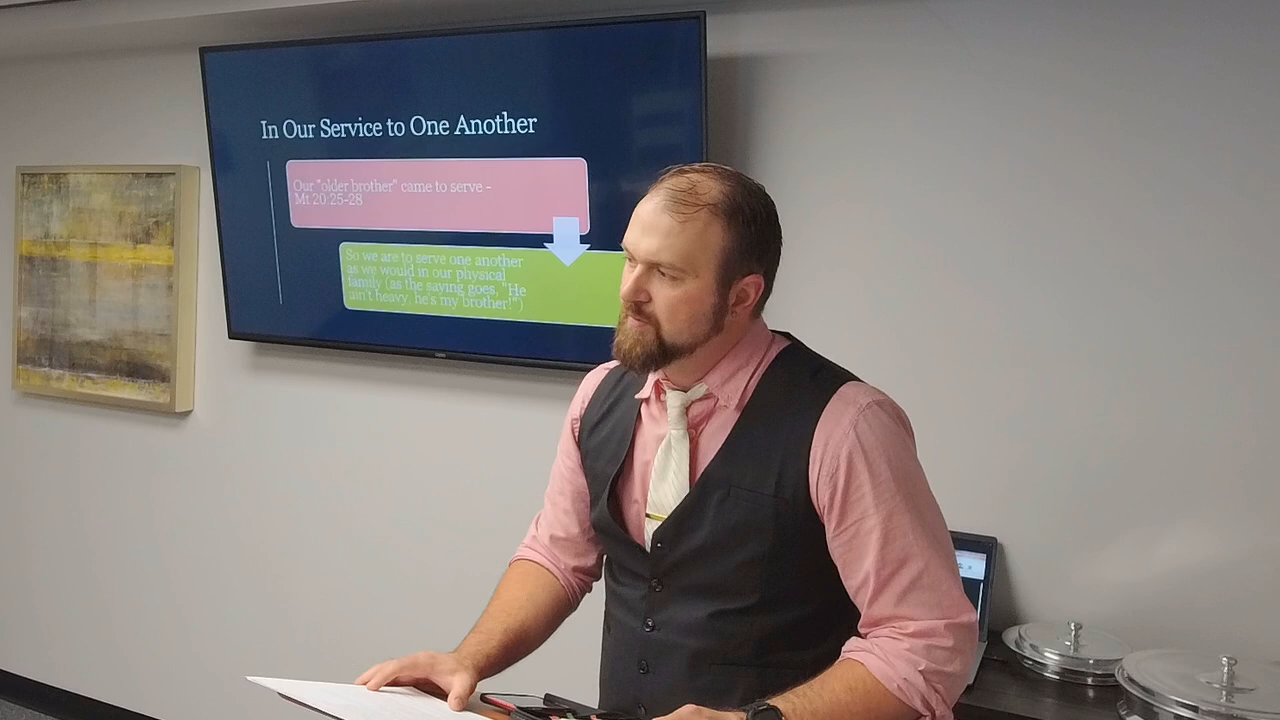 In Our Service to One Another
Our "older brother" came to serve -
Mt 20:25-28
So we are to serve one another
as we would in our physical
family (as the saying goes, "He
ain't heavy, he's my brother!")